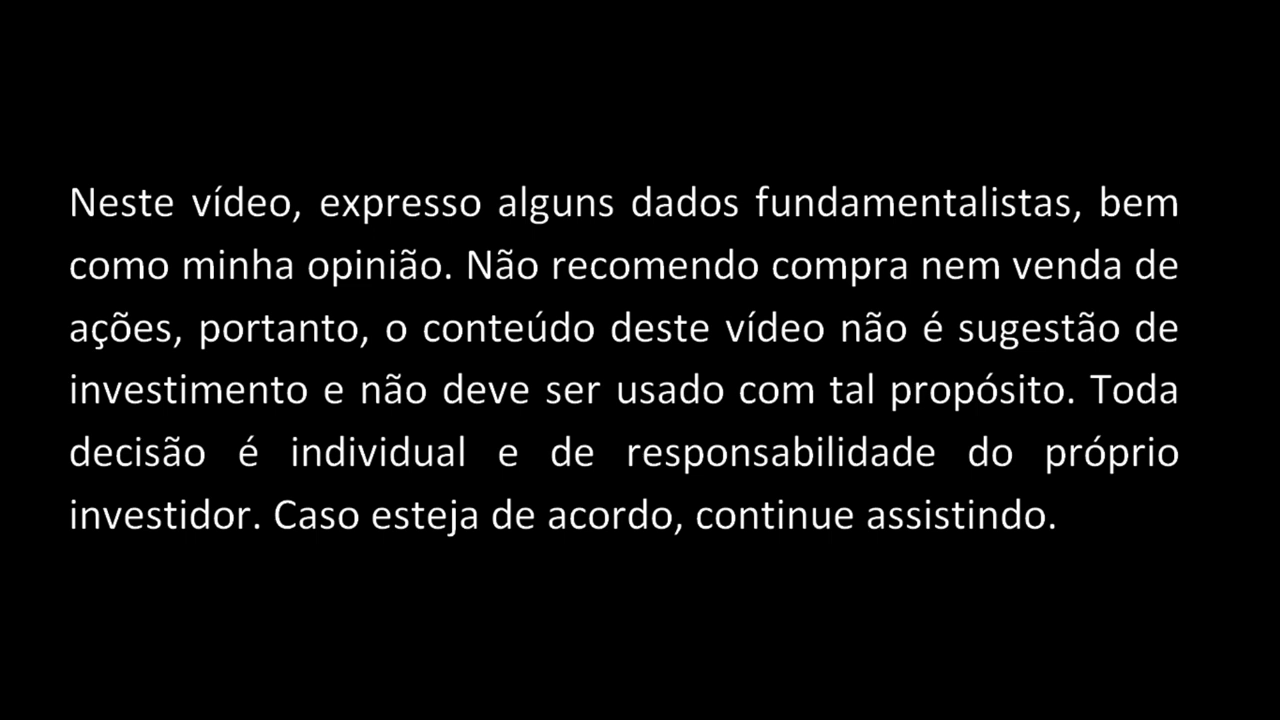 Neste vídeo, expresso alguns dados fundamentalistas, bem
como minha opinião. Não recomendo compra nem venda de
ações, portanto, o conteúdo deste vídeo não é sugestão de
investimento e não deve ser usado com tal propósito. Toda
decisão é individual e de responsabilidade do próprio
investidor. Caso esteja de acordo, continue assistindo.